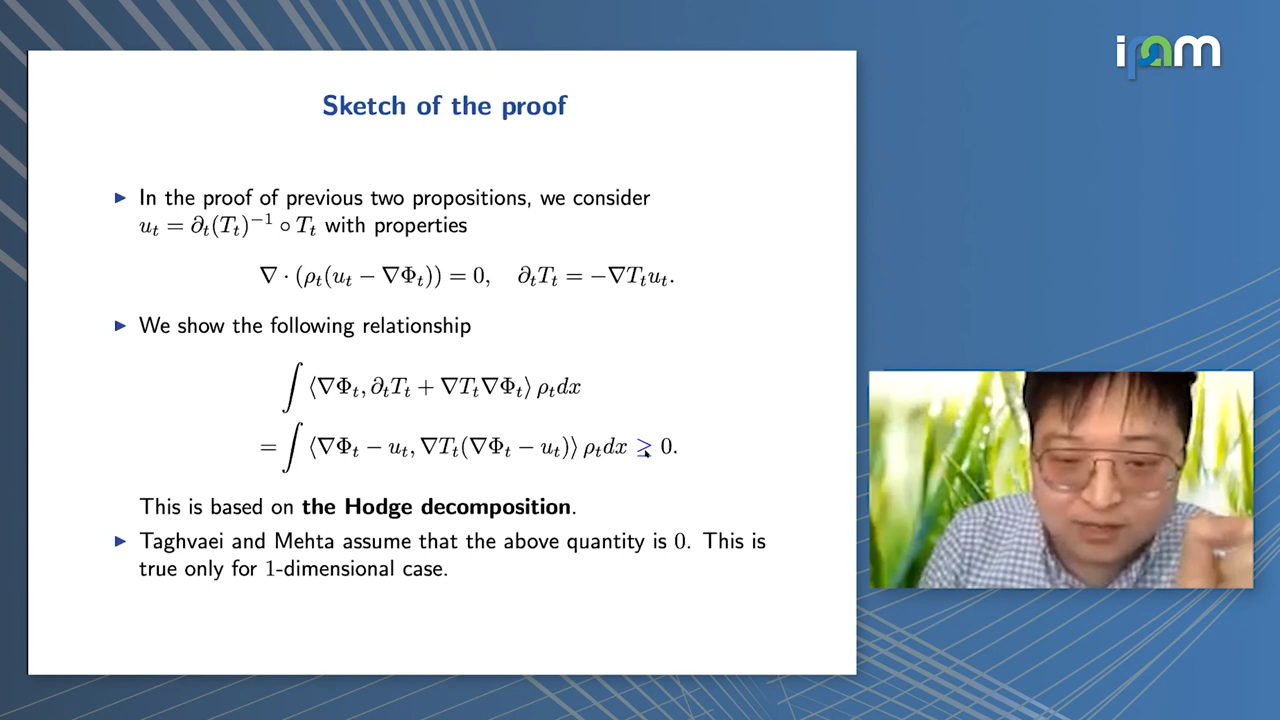 ipam
Sketch of the proof
▶ In the proof of previous two propositions, we consider
u_t = ∂_t(T_t)^{-1} ∘ T_t with properties
∇ · (ρ_t(u_t − ∇Φ_t)) = 0, ∂_tT_t = −∇T_tu_t.
▶ We show the following relationship
∫ ⟨∇Φ_t, ∂_tT_t + ∇T_t∇Φ_t⟩ ρ_tdx
= ∫ ⟨∇Φ_t − u_t, ∇T_t(∇Φ_t − u_t)⟩ ρ_tdx ≥ 0.
This is based on the Hodge decomposition.
▶ Taghvaei and Mehta assume that the above quantity is 0. This is
true only for 1-dimensional case.